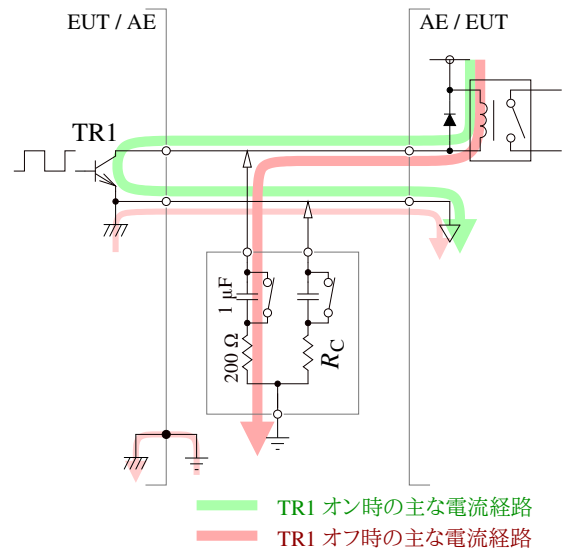 EUT / AE
AE / EUT
TR1
1 μF
200 Ω
RC
TR1 オン時の主な電流経路
TR1 オフ時の主な電流経路